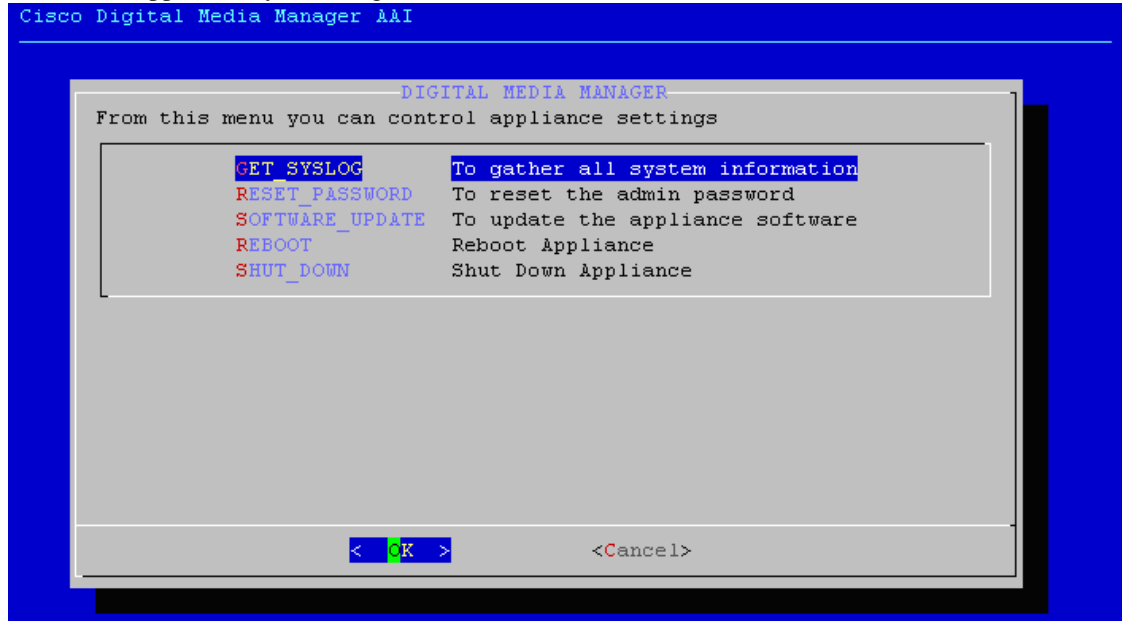 Cisco Digital Media Manager AAI
DIGITAL MEDIA MANAGER
From this menu you can control appliance settings
GET_SYSLOG To gather all system information
RESET_PASSWORD To reset the admin password
SOFTWARE_UPDATE To update the appliance software
REBOOT Reboot Appliance
SHUT_DOWN Shut Down Appliance
< OK > <Cancel>